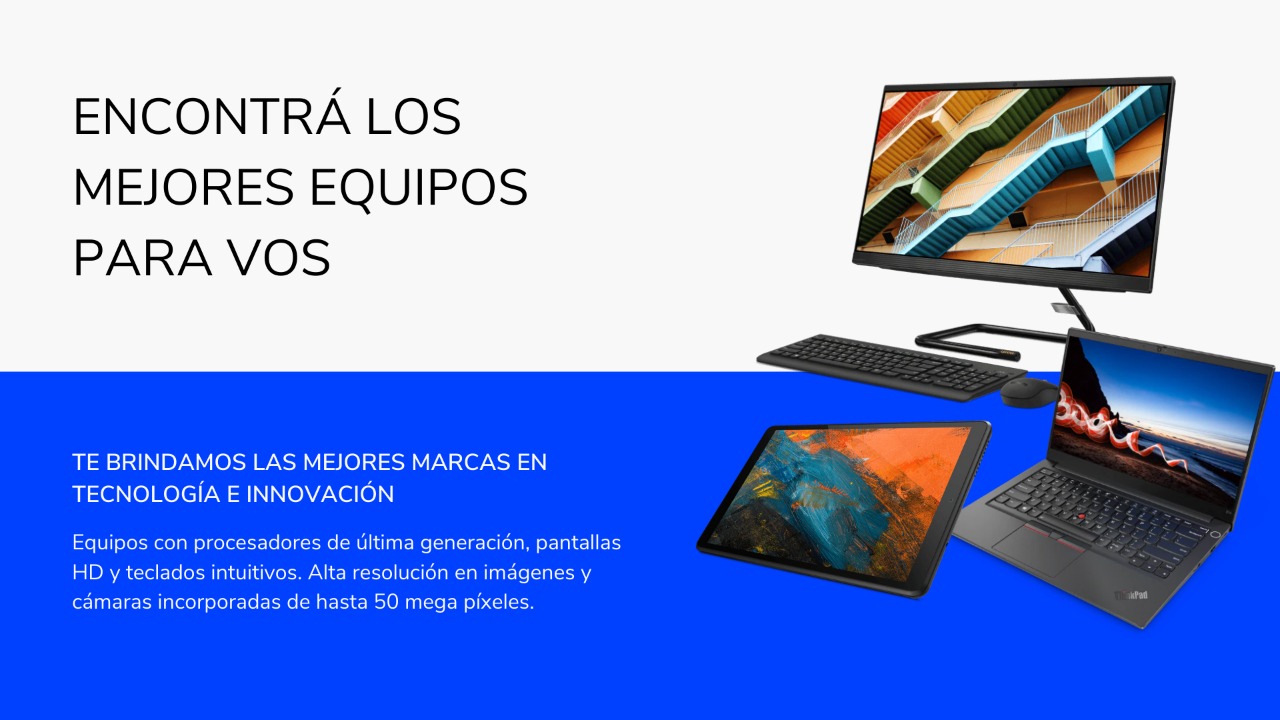 ENCONTRÁ LOS
MEJORES EQUIPOS
PARA VOS
TE BRINDAMOS LAS MEJORES MARCAS EN
TECNOLOGÍA E INNOVACIÓN
Equipos con procesadores de última generación, pantallas
HD y teclados intuitivos. Alta resolución en imágenes y
cámaras incorporadas de hasta 50 mega píxeles.
ThinkPad